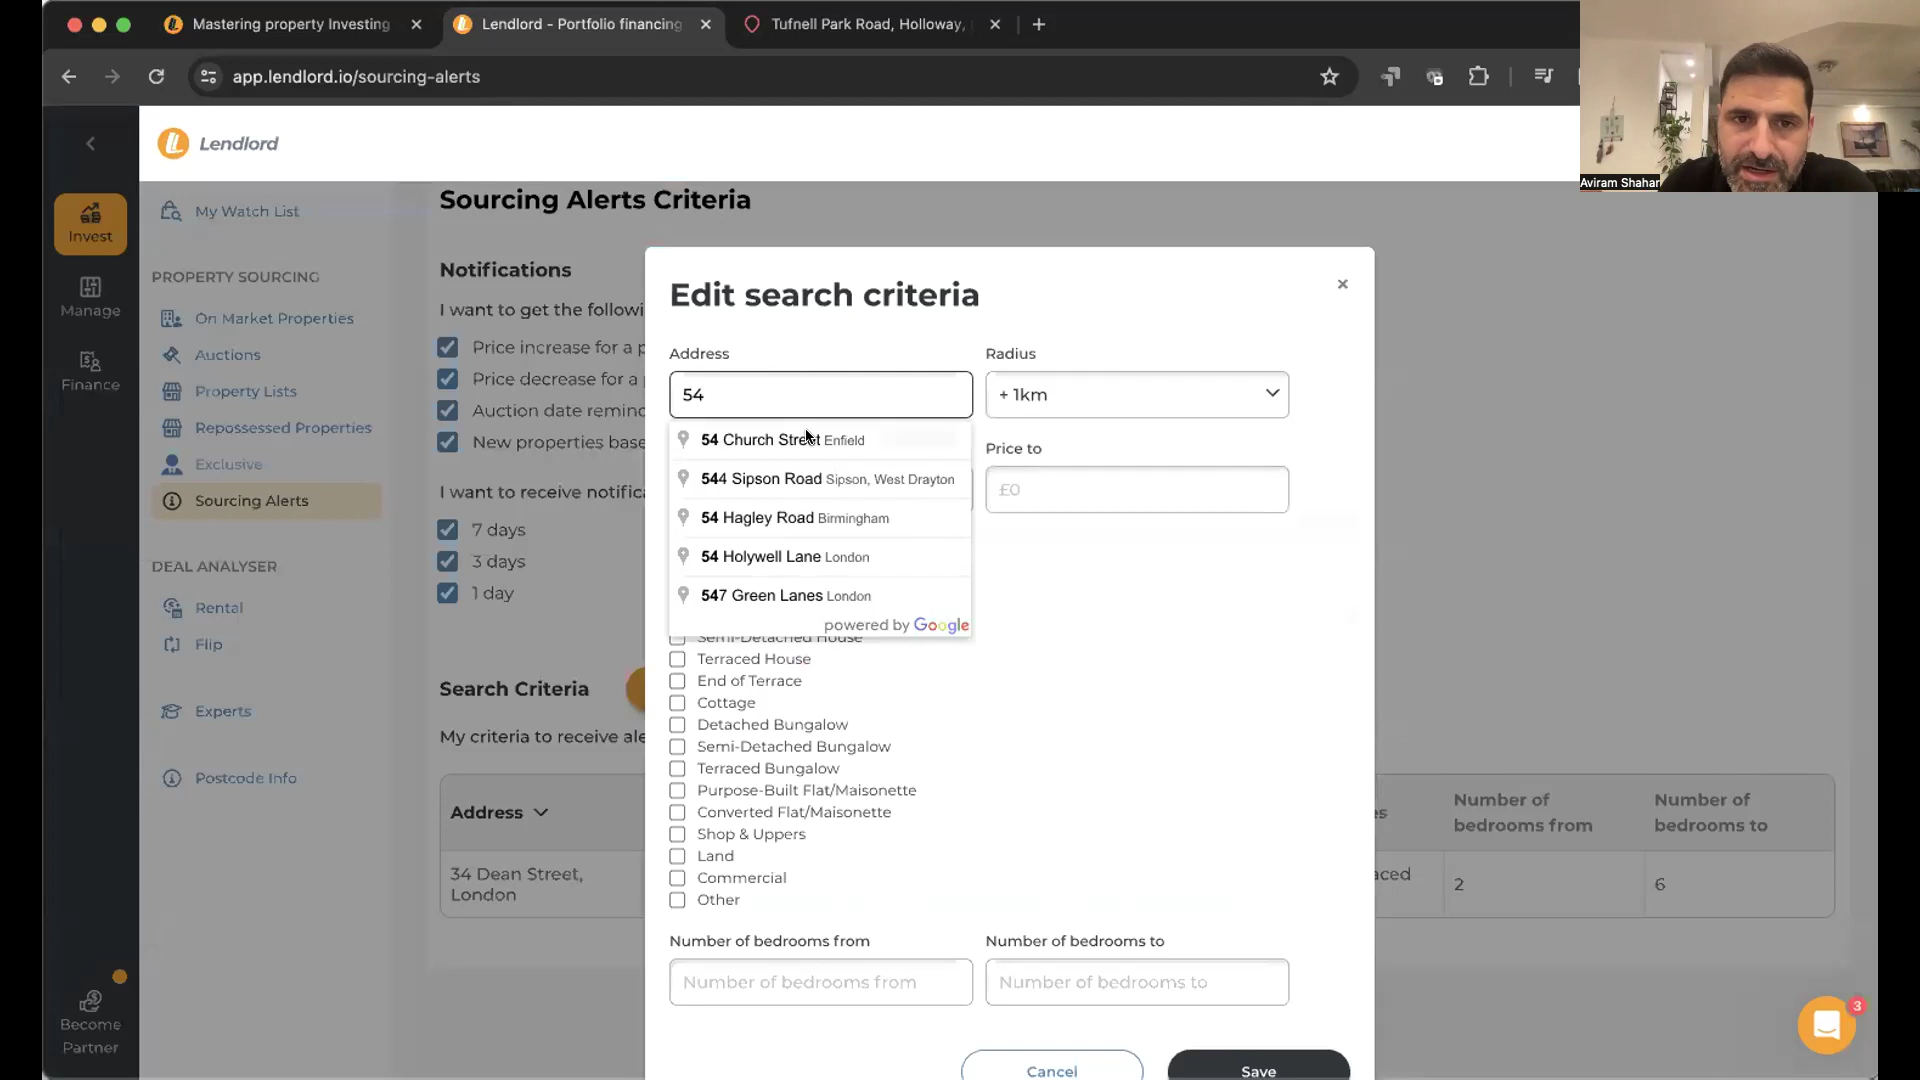 Mastering property Investing
Lendlord - Portfolio financing
Tufnell Park Road, Holloway,
app.lendlord.io/sourcing-alerts
Aviram Shahar
Lendlord
Invest
Manage
Finance
Become
Partner
My Watch List
PROPERTY SOURCING
On Market Properties
Auctions
Property Lists
Repossessed Properties
Exclusive
Sourcing Alerts
DEAL ANALYSER
Rental
Flip
Experts
Postcode Info
Sourcing Alerts Criteria
Notifications
I want to get the followi
Price increase for a p
Price decrease for a
Auction date remind
New properties base
I want to receive notific
7 days
3 days
1 day
Search Criteria
My criteria to receive ale
Address
34 Dean Street,
London
es
Number of
bedrooms from
Number of
bedrooms to
aced
2
6
Edit search criteria
×
Address
Radius
54
+ 1km
54 Church Street Enfield
544 Sipson Road Sipson, West Drayton
54 Hagley Road Birmingham
54 Holywell Lane London
547 Green Lanes London
powered by Google
Price to
£0
Semi-Detached House
Terraced House
End of Terrace
Cottage
Detached Bungalow
Semi-Detached Bungalow
Terraced Bungalow
Purpose-Built Flat/Maisonette
Converted Flat/Maisonette
Shop & Uppers
Land
Commercial
Other
Number of bedrooms from
Number of bedrooms to
Number of bedrooms from
Number of bedrooms to
Cancel
Save
3